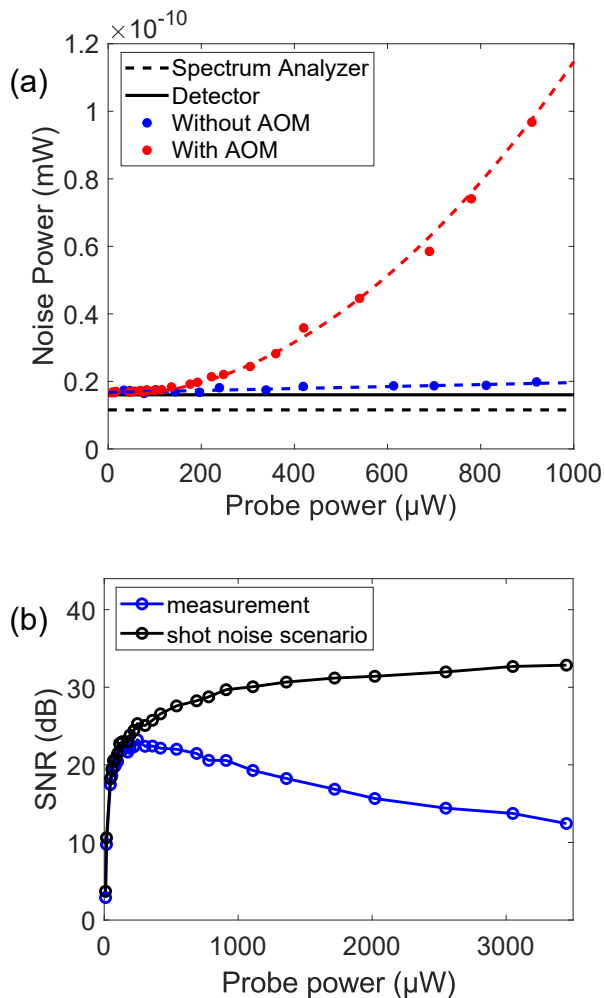 ×10⁻¹⁰
(a)
1.2
1
0.8
0.6
0.4
0.2
0
Noise Power (mW)
Spectrum Analyzer
Detector
Without AOM
With AOM
0 200 400 600 800 1000
Probe power (μW)
(b)
40
30
20
10
0
SNR (dB)
measurement
shot noise scenario
0 1000 2000 3000
Probe power (μW)